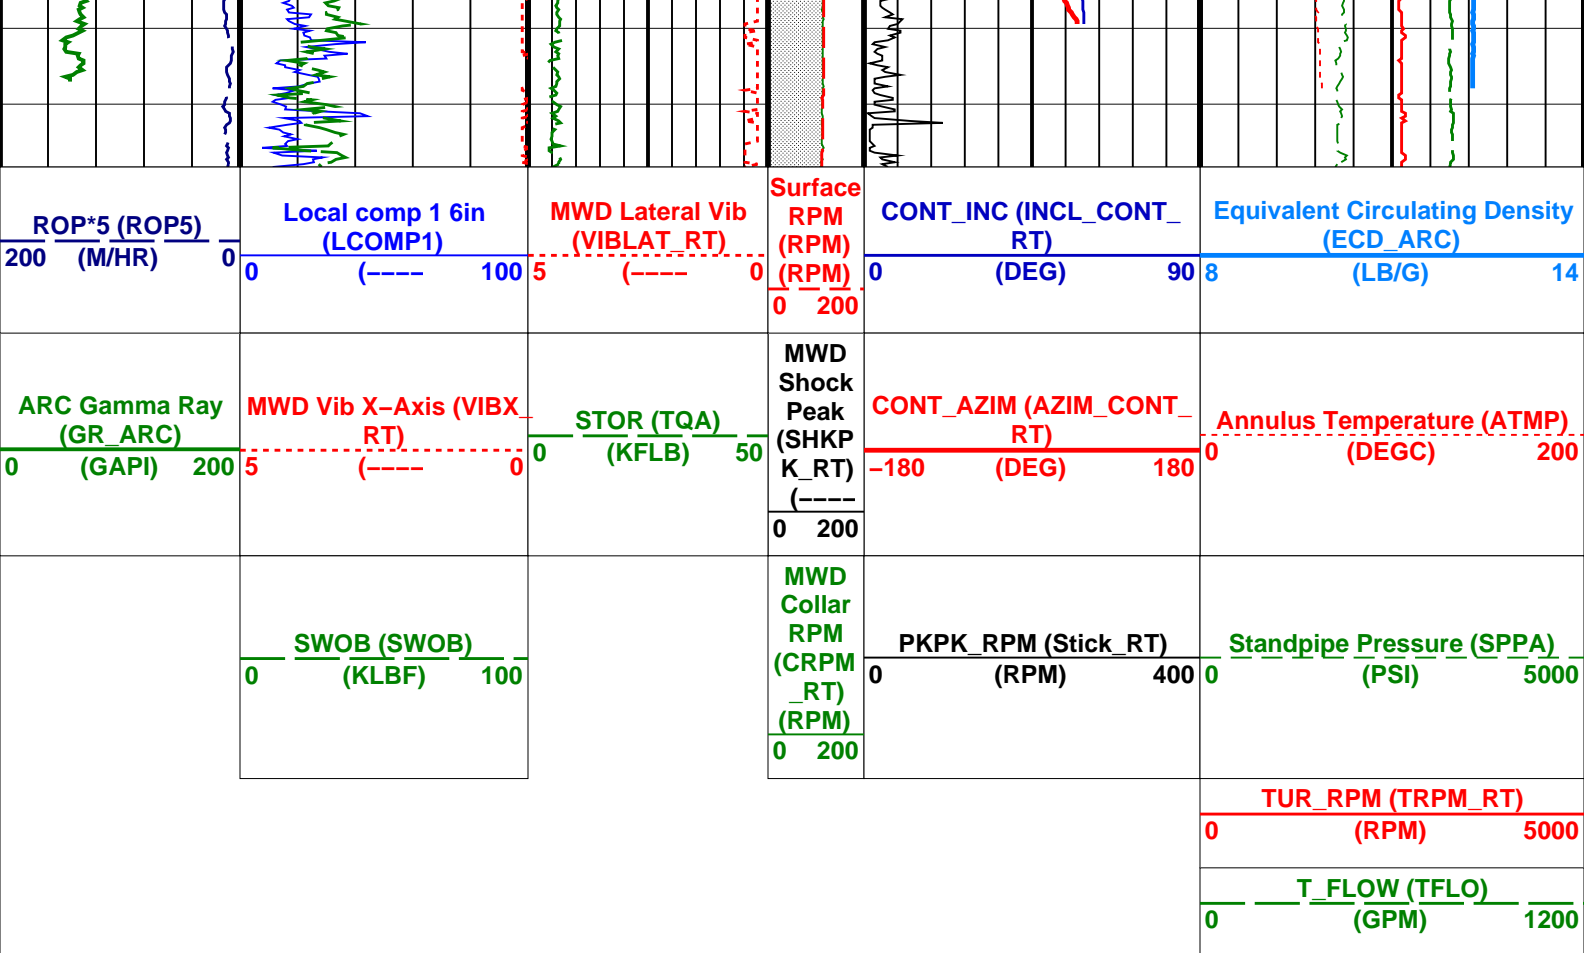 ROP*5 (ROP5)
200 (M/HR) 0
Local comp 1 6in
(LCOMP1)
0 (−−−− 100
MWD Lateral Vib
(VIBLAT_RT)
5 (−−−− 0
Surface
RPM
(RPM)
(RPM)
0 200
CONT_INC (INCL_CONT_
RT)
0 (DEG) 90
Equivalent Circulating Density
(ECD_ARC)
8 (LB/G) 14
ARC Gamma Ray
(GR_ARC)
0 (GAPI) 200
MWD Vib X−Axis (VIBX_
RT)
5 (−−−− 0
STOR (TQA)
0 (KFLB) 50
MWD
Shock
Peak
(SHKP
K_RT)
(−−−−
0 200
CONT_AZIM (AZIM_CONT_
RT)
−180 (DEG) 180
Annulus Temperature (ATMP)
0 (DEGC) 200
SWOB (SWOB)
0 (KLBF) 100
MWD
Collar
RPM
(CRPM
_RT)
(RPM)
0 200
PKPK_RPM (Stick_RT)
0 (RPM) 400
Standpipe Pressure (SPPA)
0 (PSI) 5000
TUR_RPM (TRPM_RT)
0 (RPM) 5000
T_FLOW (TFLO)
0 (GPM) 1200